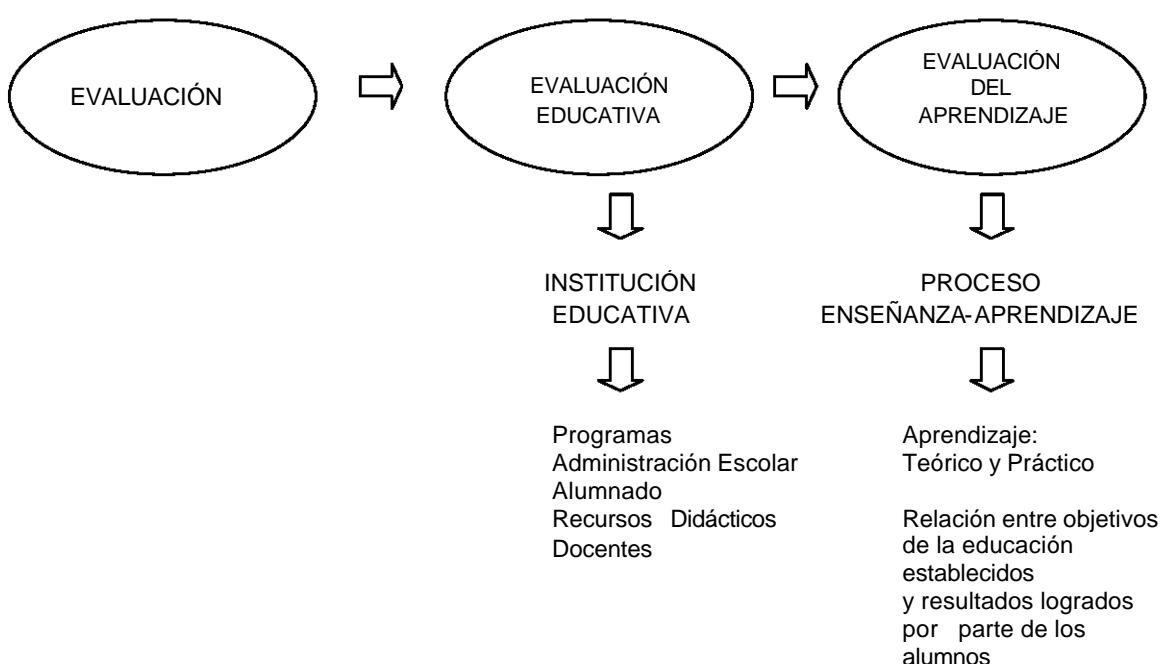 EVALUACIÓN
EVALUACIÓN
EDUCATIVA
EVALUACIÓN
DEL
APRENDIZAJE
INSTITUCIÓN
EDUCATIVA
PROCESO
ENSEÑANZA-APRENDIZAJE
Programas
Administración Escolar
Alumnado
Recursos Didácticos
Docentes
Aprendizaje:
Teórico y Práctico
Relación entre objetivos
de la educación
establecidos
y resultados logrados
por parte de los
alumnos